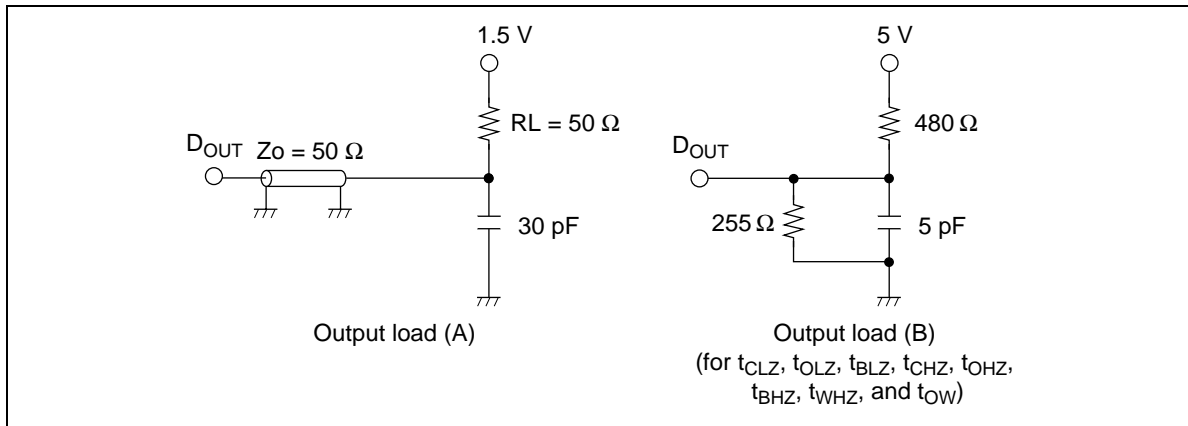 1.5 V
RL = 50 Ω
DOUT
Zo = 50 Ω
30 pF
Output load (A)
5 V
480 Ω
DOUT
255 Ω
5 pF
Output load (B)
(for tCLZ, tOLZ, tBLZ, tCHZ, tOHZ,
tBHZ, tWHZ, and tOW)